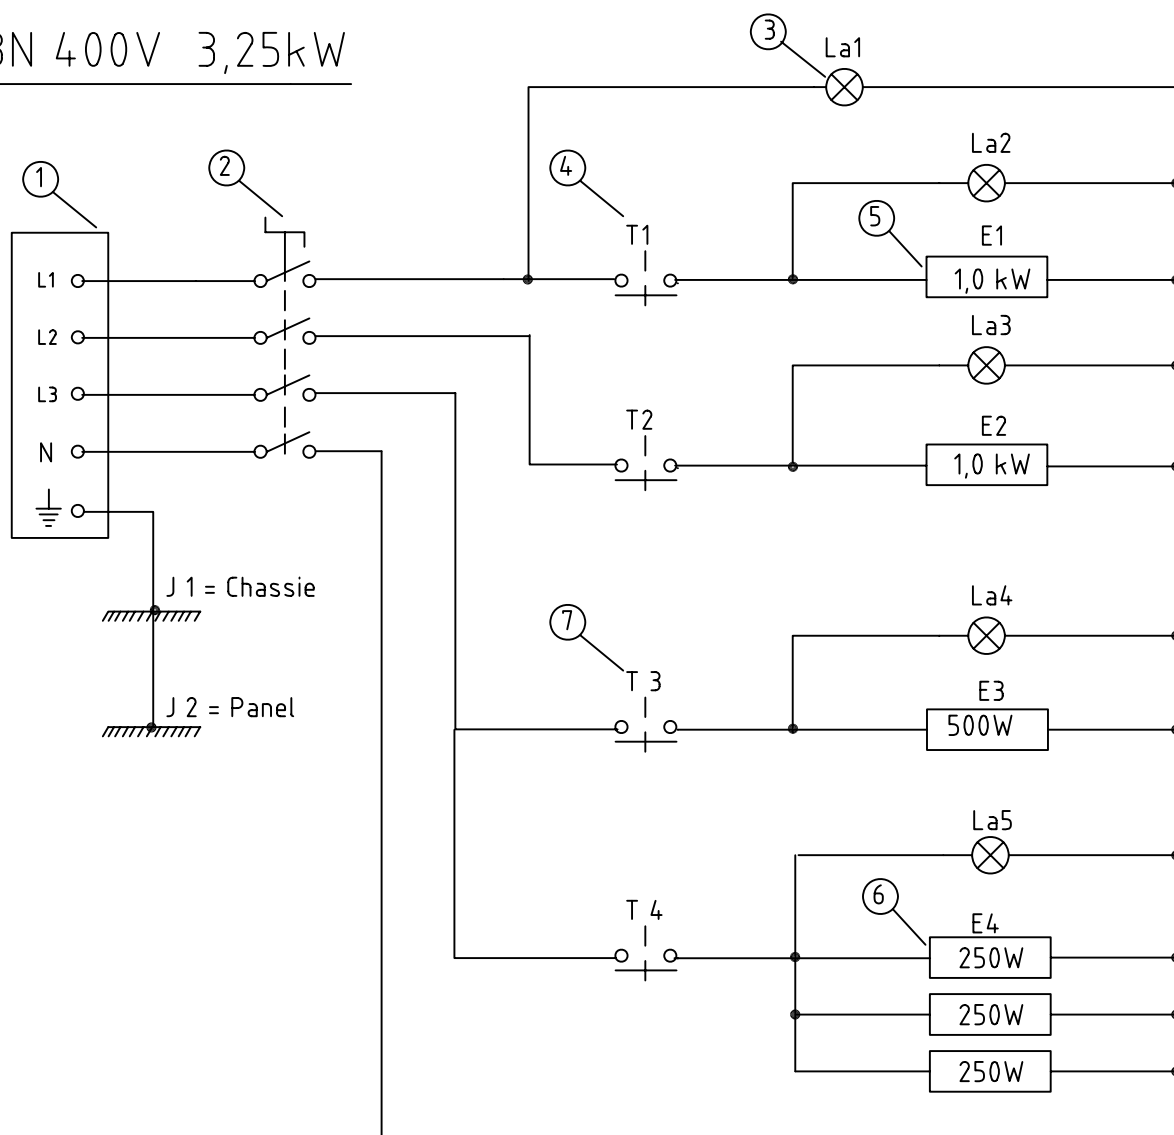 3N 400V 3,25kW
3
La1
La2
1
2
4
5
T1
E1
L1
1,0 kW
L2
La3
L3
T2
E2
N
1,0 kW
J1 = Chassie
La4
7
T 3
E3
J2 = Panel
500W
La5
6
T 4
E4
250W
250W
250W